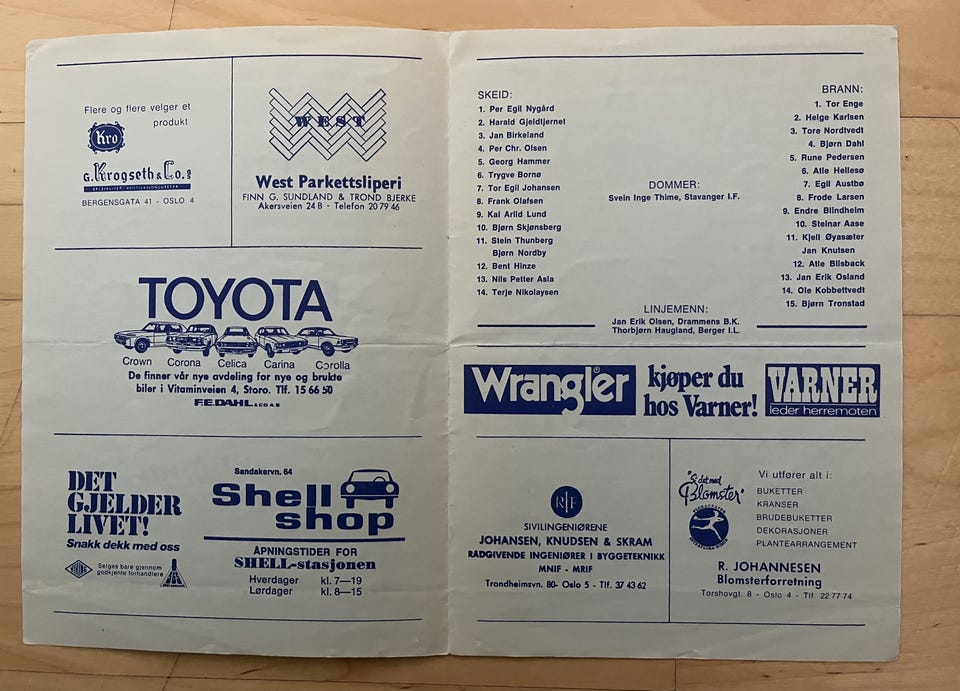 Flere og flere velger et
produkt
Kro
G. Krogseth & Co. A/S
BERGENSGATA 41 - OSLO 4
WEST
West Parkettsliperi
FINN G. SUNDLAND & TROND BJERKE
Akersveien 24 B - Telefon 20 79 46
TOYOTA
Crown Corona Celica Carina Corolla
De finner vår nye avdeling for nye og brukte
biler i Vitaminveien 4, Storo. Tlf. 15 66 50
F.E. DAHL & CO A.S
DET
GJELDER
LIVET!
Snakk dekk med oss
VIKING
Selges bare gjennom
godkjente forhandlere
Sandakervn. 64
Shell
shop
ÅPNINGSTIDER FOR
SHELL-stasjonen
Hverdager kl. 7—19
Lørdager kl. 8—15
SKEID:
1. Per Egil Nygård
2. Harald Gjeldtjernet
3. Jan Birkeland
4. Per Chr. Olsen
5. Georg Hammer
6. Trygve Bornø
7. Tor Egil Johansen
8. Frank Olafsen
9. Kai Arild Lund
10. Bjørn Skjønsberg
11. Stein Thunberg
Bjørn Nordby
12. Bent Hinze
13. Nils Petter Asla
14. Terje Nikolaysen
DOMMER:
Svein Inge Thime, Stavanger I.F.
BRANN:
1. Tor Enge
2. Helge Karlsen
3. Tore Nordtvedt
4. Bjørn Dahl
5. Rune Pedersen
6. Atle Hellesø
7. Egil Austbø
8. Frode Larsen
9. Endre Blindheim
10. Steinar Aase
11. Kjell Øyasæter
Jan Knutsen
12. Atle Bilsback
13. Jan Erik Osland
14. Ole Kobbettvedt
15. Bjørn Tronstad
LINJEMENN:
Jan Erik Olsen, Drammens B.K.
Thorbjørn Haugland, Berger I.L.
Wrangler
kjøper du
hos Varner!
VARNER
leder herremoten
RIF
SIVILINGENIØRENE
JOHANSEN, KNUDSEN & SKRAM
RÅDGIVENDE INGENIØRER I BYGGETEKNIKK
MNIF - MRIF
Trondheimsvn. 80- Oslo 5 - Tlf. 37 43 62
"Si det med
Blomster"
Vi utfører alt i:
BUKETTER
KRANSER
BRUDEBUKETTER
DEKORASJONER
PLANTEARRANGEMENT
R. JOHANNESEN
Blomsterforretning
Torshovgt. 8 - Oslo 4 - Tlf. 22 77 74